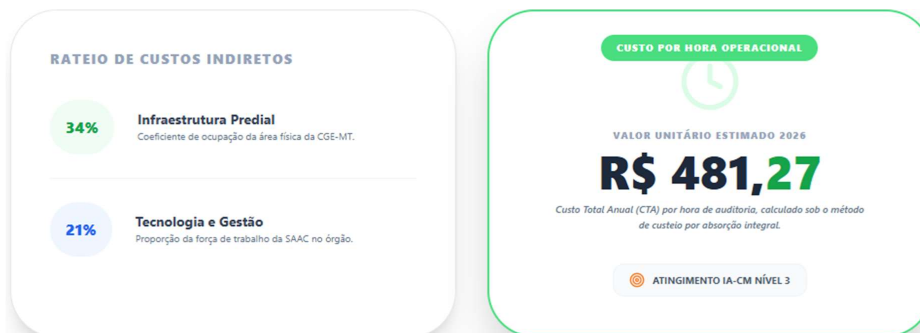 RATEIO DE CUSTOS INDIRETOS
34%
Infraestrutura Predial
Coeficiente de ocupação da área física da CGE-MT.
21%
Tecnologia e Gestão
Proporção da força de trabalho da SAAC no órgão.
CUSTO POR HORA OPERACIONAL
VALOR UNITÁRIO ESTIMADO 2026
R$ 481,27
Custo Total Anual (CTA) por hora de auditoria, calculado sob o método
de custeio por absorção integral.
ATINGIMENTO IA-CM NÍVEL 3